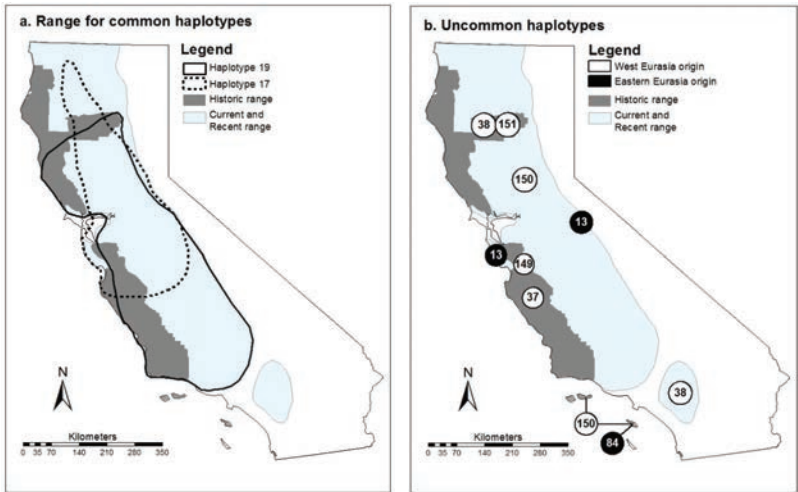 a. Range for common haplotypes
Legend
Haplotype 19
Haplotype 17
Historic range
Current and
Recent range
N
Kilometers
0 35 70 140 210 280 350
b. Uncommon haplotypes
Legend
West Eurasia origin
Eastern Eurasia origin
Historic range
Current and
Recent range
38 151
150
13
13
149
37
38
150
84
N
Kilometers
0 35 70 140 210 280 350